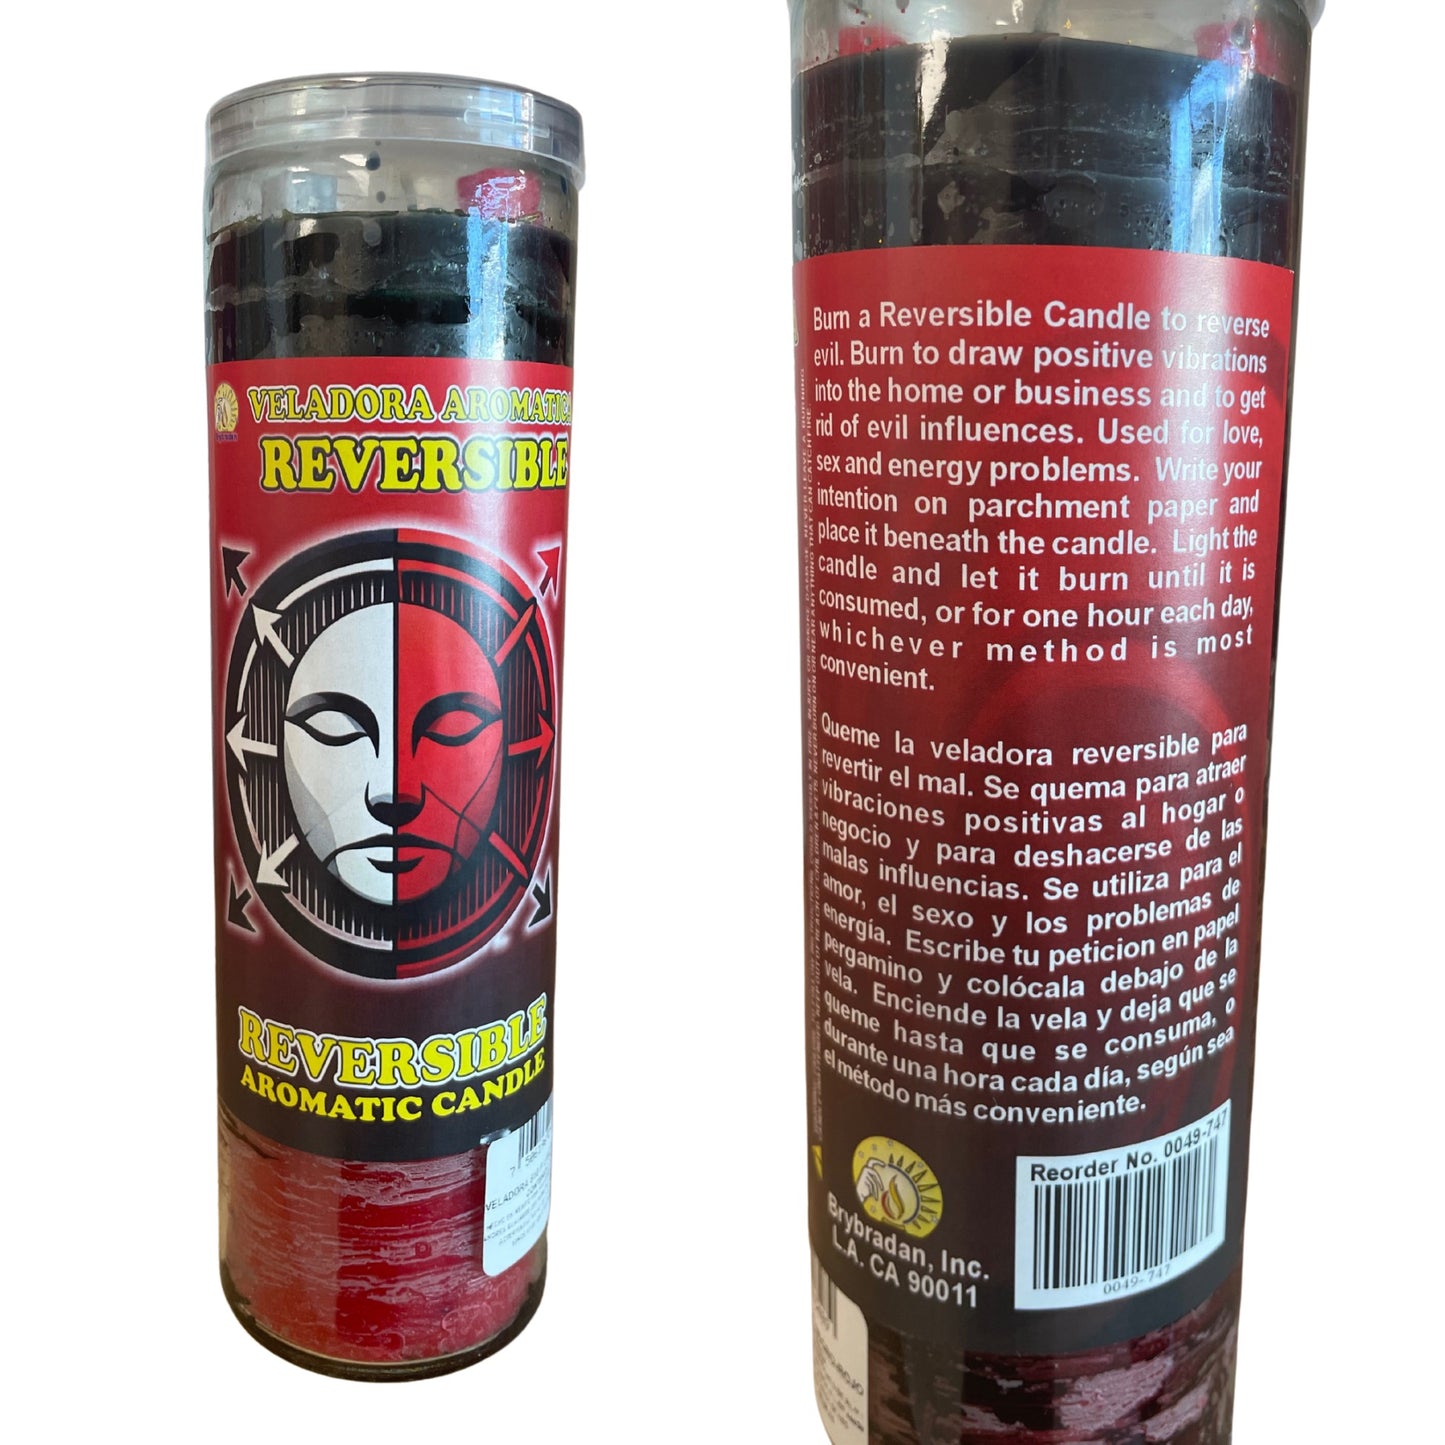 VELADORA AROMATICA
REVERSIBLE
REVERSIBLE
AROMATIC CANDLE
Burn a Reversible Candle to reverse
evil. Burn to draw positive vibrations
into the home or business and to get
rid of evil influences. Used for love,
sex and energy problems. Write your
intention on parchment paper and
place it beneath the candle. Light the
candle and let it burn until it is
consumed, or for one hour each day,
whichever method is most
convenient.
Queme la veladora reversible para
revertir el mal. Se quema para atraer
vibraciones positivas al hogar o
negocio y para deshacerse de las
malas influencias. Se utiliza para el
amor, el sexo y los problemas de
energía. Escribe tu peticion en papel
pergamino y colócala debajo de la
vela. Enciende la vela y deja que se
queme hasta que se consuma, o
durante una hora cada día, según sea
el método más conveniente.
Brybradan, Inc.
L.A. CA 90011
Reorder No. 0049-747
0049-747